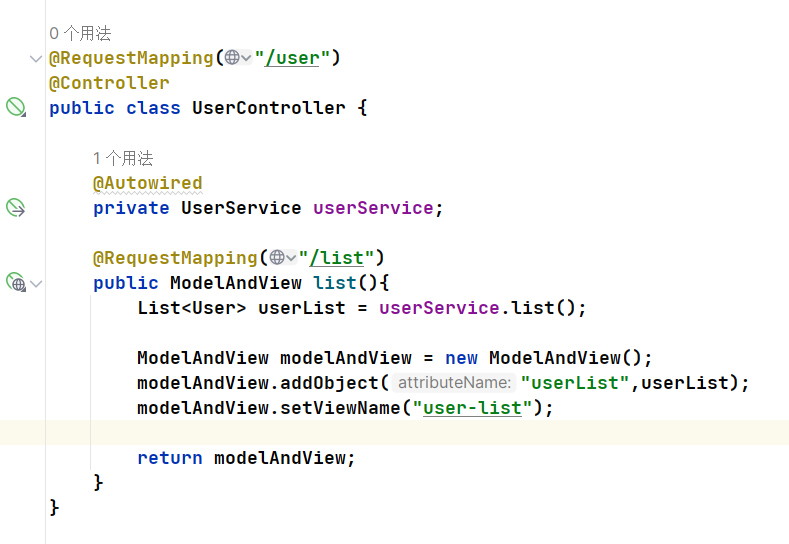 0 个用法
@RequestMapping("/user")
@Controller
public class UserController {
1 个用法
@Autowired
private UserService userService;
@RequestMapping("/list")
public ModelAndView list(){
List<User> userList = userService.list();
ModelAndView modelAndView = new ModelAndView();
modelAndView.addObject( attributeName: "userList",userList);
modelAndView.setViewName("user-list");
return modelAndView;
}
}